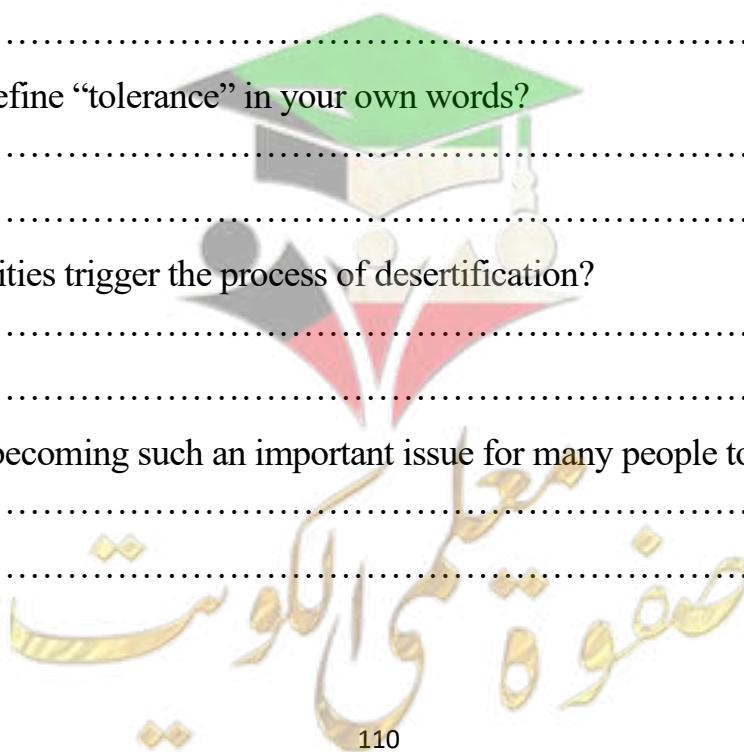 ……………………………………………………………
efine “tolerance” in your own words?
……………………………………………………………
……………………………………………………………
ities trigger the process of desertification?
……………………………………………………………
……………………………………………………………
becoming such an important issue for many people to
……………………………………………………………
……………………………………………………………
صفوة معلمى الكويت
110